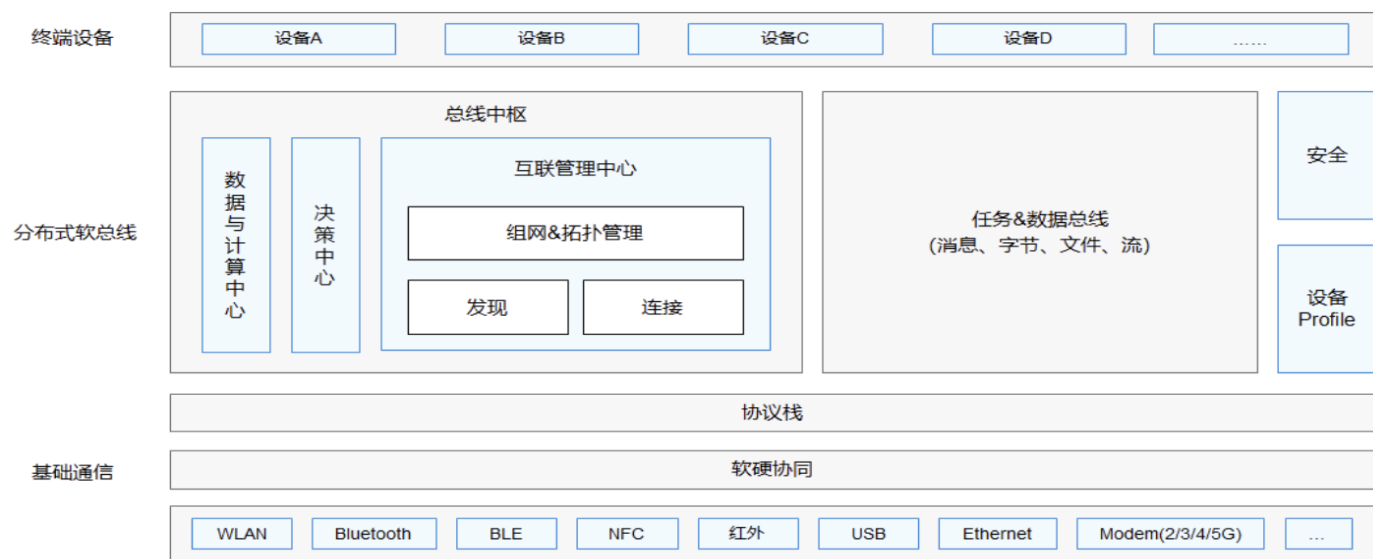 终端设备
设备A
设备B
设备C
设备D
……
分布式软总线
总线中枢
数据与计算中心
决策中心
互联管理中心
组网&拓扑管理
发现
连接
任务&数据总线
(消息、字节、文件、流)
安全
设备
Profile
基础通信
协议栈
软硬协同
WLAN
Bluetooth
BLE
NFC
红外
USB
Ethernet
Modem(2/3/4/5G)
...